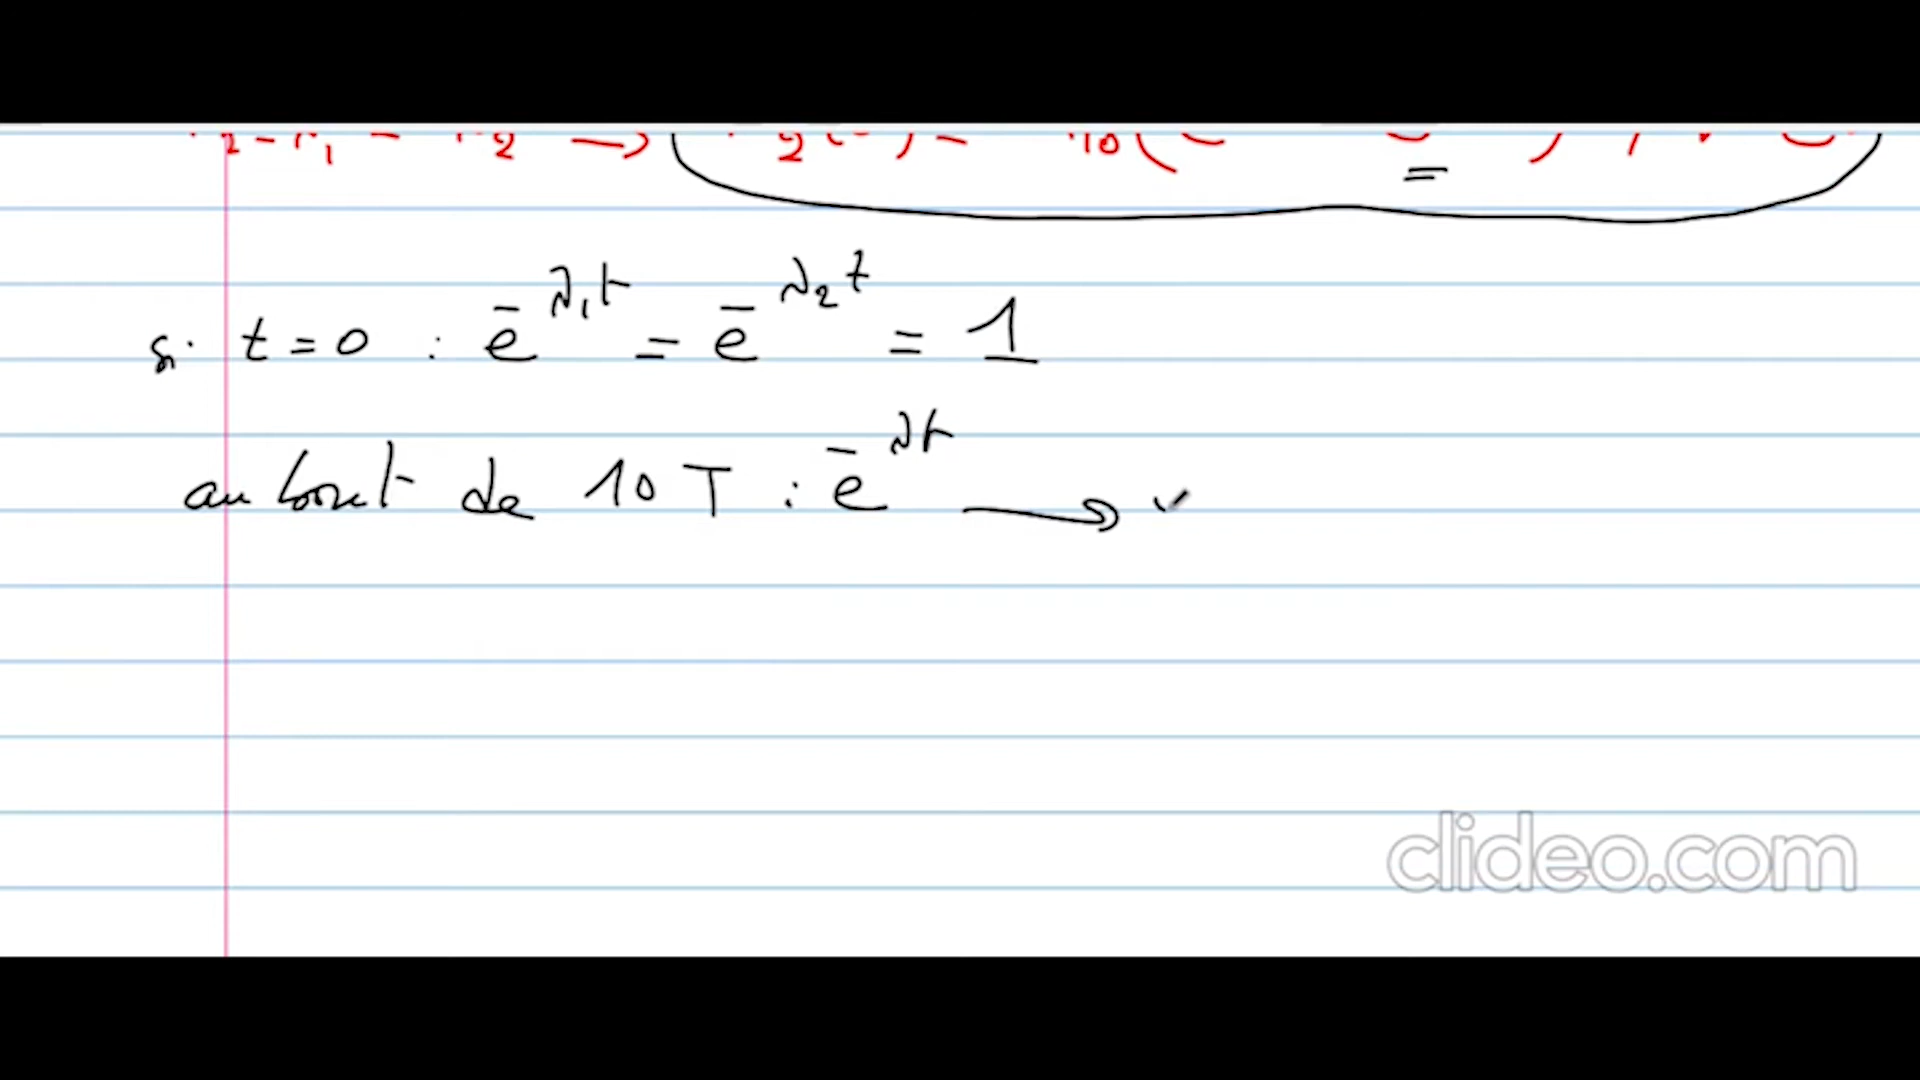 si t = 0 : e^-λ₁t = e^-λ₂t = 1
au bout de 10 T : e^-λt →
clideo.com